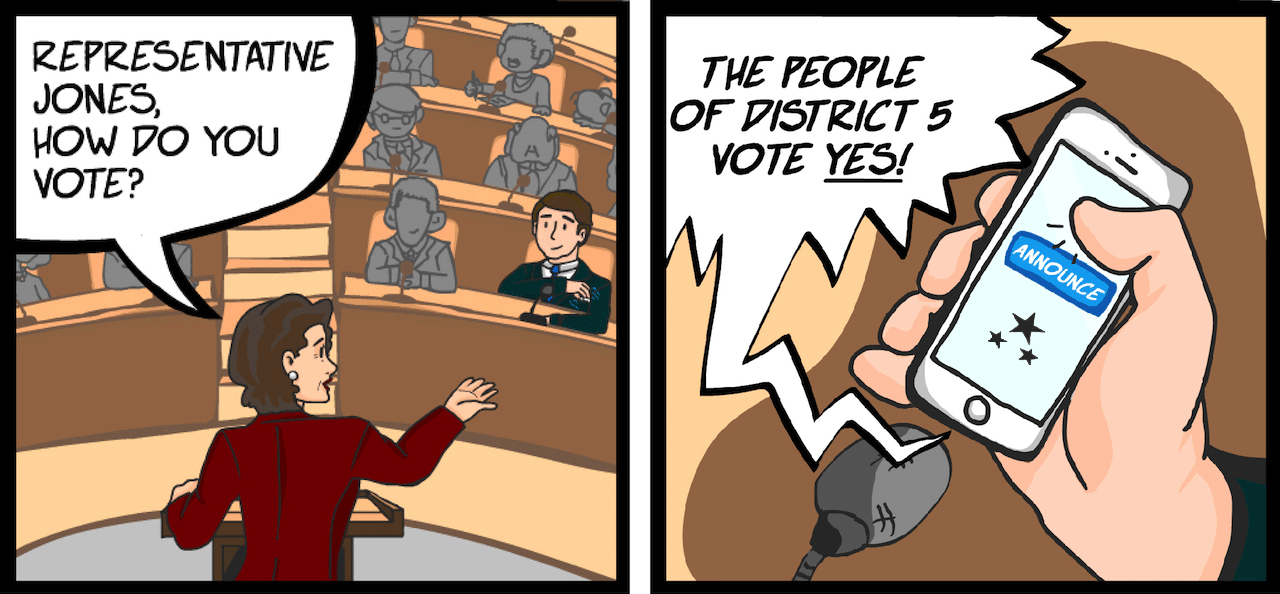 REPRESENTATIVE
JONES,
HOW DO YOU
VOTE?
THE PEOPLE
OF DISTRICT 5
VOTE YES!
ANNOUNCE